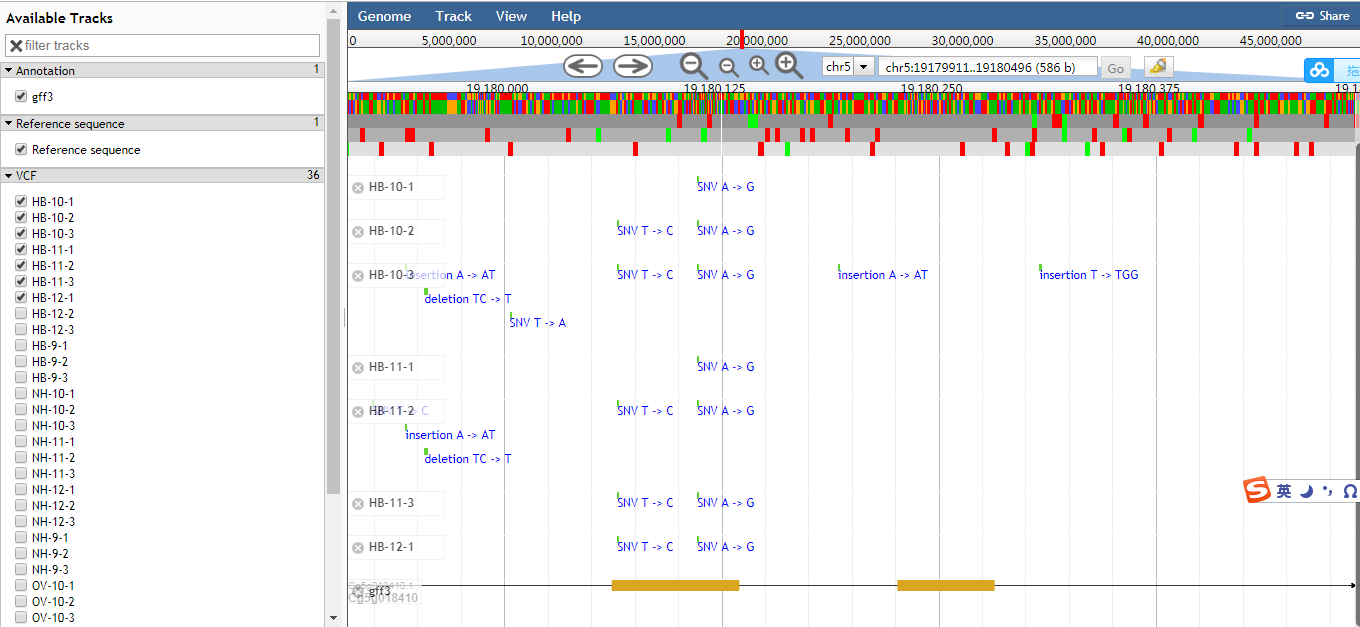 Available Tracks
filter tracks
Annotation 1
gff3
Reference sequence 1
Reference sequence
VCF 36
HB-10-1
HB-10-2
HB-10-3
HB-11-1
HB-11-2
HB-11-3
HB-12-1
HB-12-2
HB-12-3
HB-9-1
HB-9-2
HB-9-3
NH-10-1
NH-10-2
NH-10-3
NH-11-1
NH-11-2
NH-11-3
NH-12-1
NH-12-2
NH-12-3
NH-9-1
NH-9-2
NH-9-3
OV-10-1
OV-10-2
OV-10-3
Genome Track View Help Share
0 5,000,000 10,000,000 15,000,000 20,000,000 25,000,000 30,000,000 35,000,000 40,000,000 45,000,000
chr5 chr5:19179911..19180496 (586 b) Go 拖
19,180,000 19,180,125 19,180,250 19,180,375
HB-10-1 SNV A -> G
HB-10-2 SNV T -> C SNV A -> G
HB-10-3 insertion A -> AT SNV T -> C SNV A -> G insertion A -> AT insertion T -> TGG
deletion TC -> T
SNV T -> A
HB-11-1 SNV A -> G
HB-11-2 C SNV T -> C SNV A -> G
insertion A -> AT
deletion TC -> T
英
HB-11-3 SNV T -> C SNV A -> G
HB-12-1 SNV T -> C SNV A -> G
Cg5g018410.1
gff3
Cg5g018410